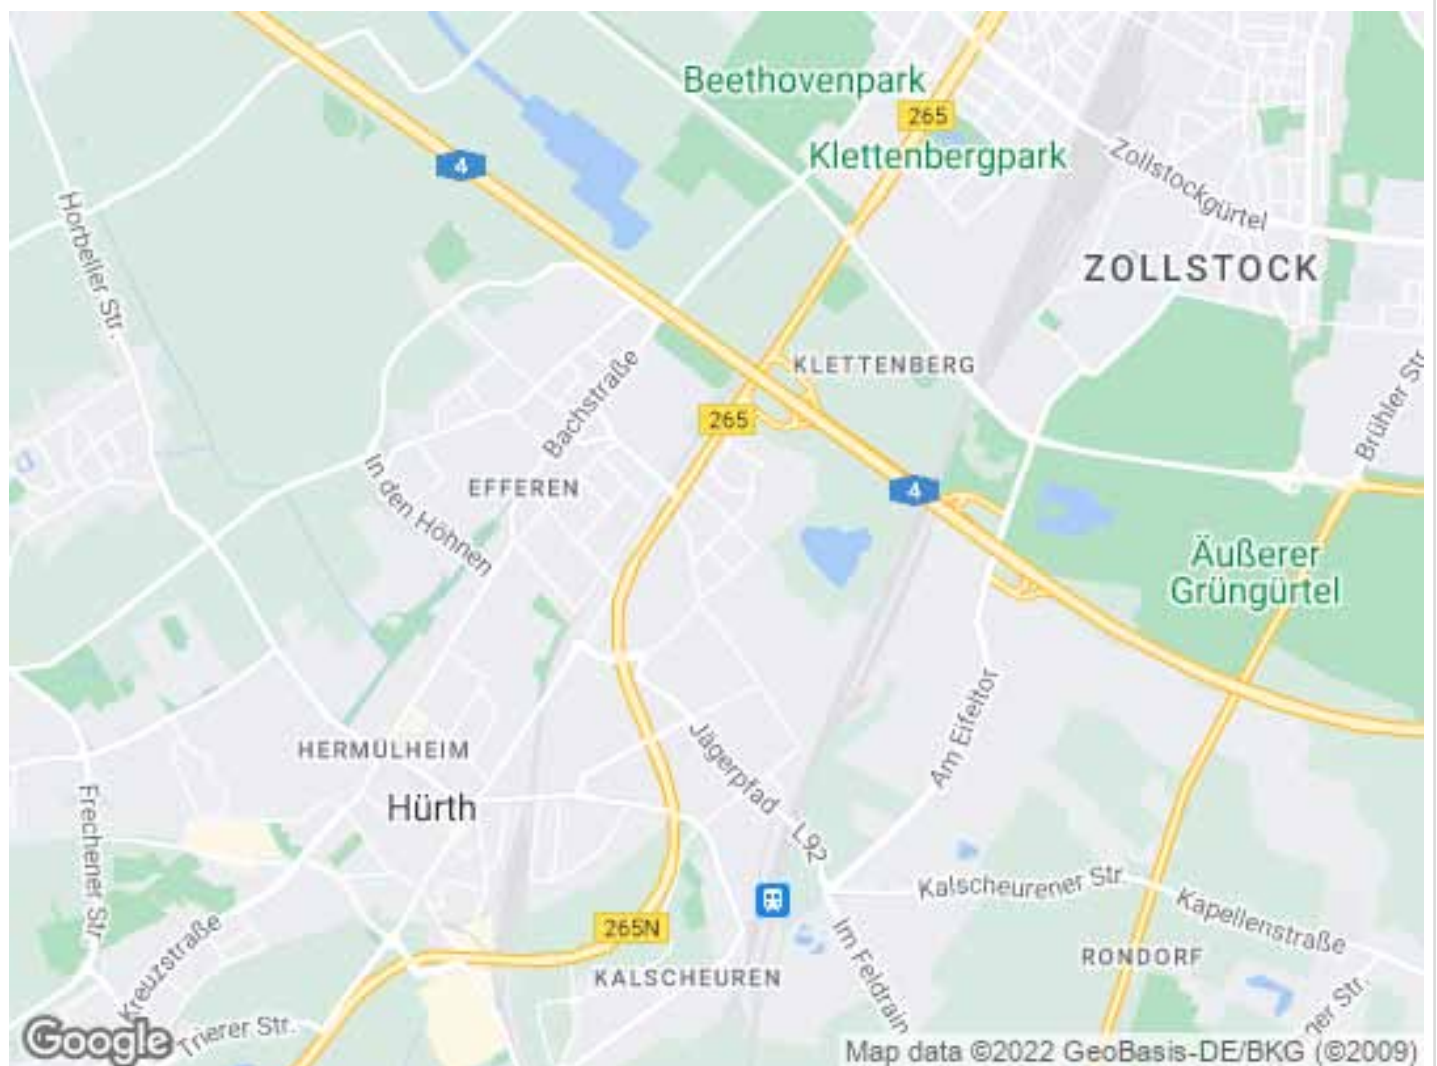 Beethovenpark
265
Klettenbergpark
Zollstockgürtel
4
Horbeller Str.
ZOLLSTOCK
KLETTENBERG
Bachstraße
265
Brühler Str.
In den Höhnen
EFFEREN
4
Äußerer
Grüngürtel
Am Eifeltor
HERMÜLHEIM
Jägerpfad
Hürth
Frechener Str.
L92
Kalscheurener Str.
Kapellenstraße
265N
Im Feldrain
Kreuzstraße
RONDORF
KALSCHEUREN
Trierer Str.
ner Str.
Google
Map data ©2022 GeoBasis-DE/BKG (©2009)